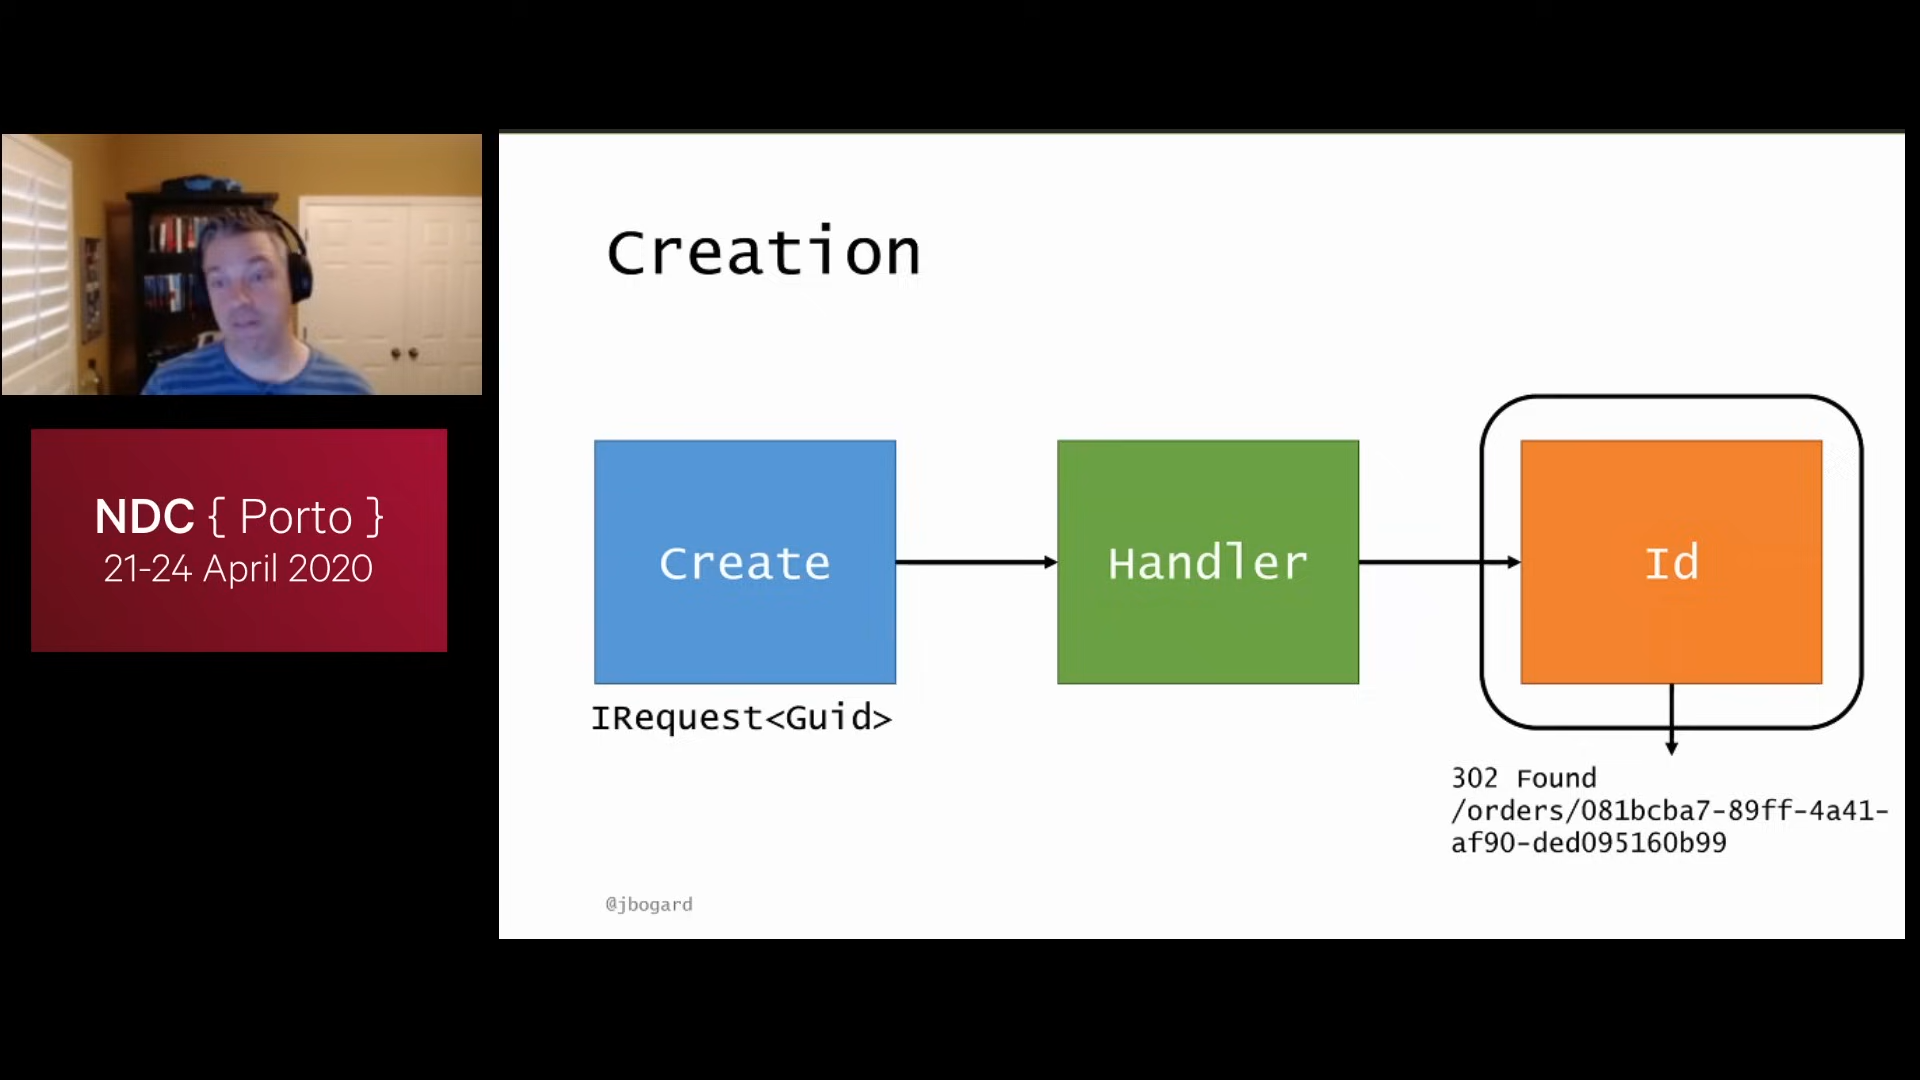 NDC { Porto }
21-24 April 2020
Creation
Create
Handler
Id
IRequest<Guid>
302 Found
/orders/081bcba7-89ff-4a41-
af90-ded095160b99
@jbogard